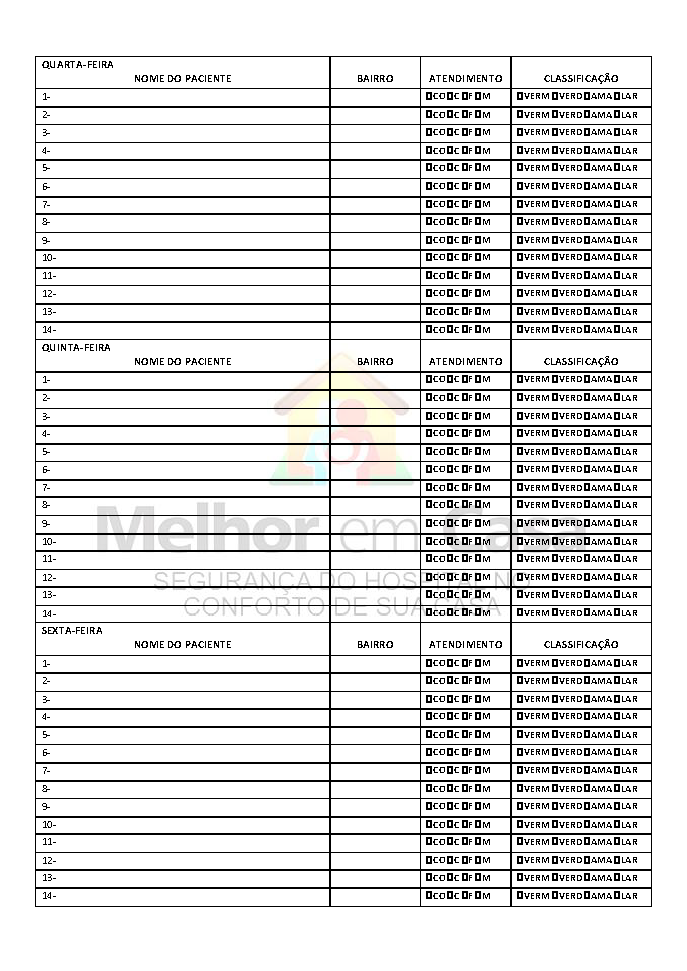 QUARTA-FEIRA
NOME DO PACIENTE BAIRRO ATENDIMENTO CLASSIFICAÇÃO
1- ☐CO☐C☐F☐M ☐VERM☐VERD☐AMA☐LAR
2- ☐CO☐C☐F☐M ☐VERM☐VERD☐AMA☐LAR
3- ☐CO☐C☐F☐M ☐VERM☐VERD☐AMA☐LAR
4- ☐CO☐C☐F☐M ☐VERM☐VERD☐AMA☐LAR
5- ☐CO☐C☐F☐M ☐VERM☐VERD☐AMA☐LAR
6- ☐CO☐C☐F☐M ☐VERM☐VERD☐AMA☐LAR
7- ☐CO☐C☐F☐M ☐VERM☐VERD☐AMA☐LAR
8- ☐CO☐C☐F☐M ☐VERM☐VERD☐AMA☐LAR
9- ☐CO☐C☐F☐M ☐VERM☐VERD☐AMA☐LAR
10- ☐CO☐C☐F☐M ☐VERM☐VERD☐AMA☐LAR
11- ☐CO☐C☐F☐M ☐VERM☐VERD☐AMA☐LAR
12- ☐CO☐C☐F☐M ☐VERM☐VERD☐AMA☐LAR
13- ☐CO☐C☐F☐M ☐VERM☐VERD☐AMA☐LAR
14- ☐CO☐C☐F☐M ☐VERM☐VERD☐AMA☐LAR
QUINTA-FEIRA
NOME DO PACIENTE BAIRRO ATENDIMENTO CLASSIFICAÇÃO
1- ☐CO☐C☐F☐M ☐VERM☐VERD☐AMA☐LAR
2- ☐CO☐C☐F☐M ☐VERM☐VERD☐AMA☐LAR
3- ☐CO☐C☐F☐M ☐VERM☐VERD☐AMA☐LAR
4- ☐CO☐C☐F☐M ☐VERM☐VERD☐AMA☐LAR
5- ☐CO☐C☐F☐M ☐VERM☐VERD☐AMA☐LAR
6- ☐CO☐C☐F☐M ☐VERM☐VERD☐AMA☐LAR
7- ☐CO☐C☐F☐M ☐VERM☐VERD☐AMA☐LAR
8- ☐CO☐C☐F☐M ☐VERM☐VERD☐AMA☐LAR
9- ☐CO☐C☐F☐M ☐VERM☐VERD☐AMA☐LAR
Melhor em Casa
10- ☐CO☐C☐F☐M ☐VERM☐VERD☐AMA☐LAR
11- ☐CO☐C☐F☐M ☐VERM☐VERD☐AMA☐LAR
12- ☐CO☐C☐F☐M ☐VERM☐VERD☐AMA☐LAR
SEGURANÇA DO HOSPITAL NO
13- ☐CO☐C☐F☐M ☐VERM☐VERD☐AMA☐LAR
CONFORTO DE SUA CASA
14- ☐CO☐C☐F☐M ☐VERM☐VERD☐AMA☐LAR
SEXTA-FEIRA
NOME DO PACIENTE BAIRRO ATENDIMENTO CLASSIFICAÇÃO
1- ☐CO☐C☐F☐M ☐VERM☐VERD☐AMA☐LAR
2- ☐CO☐C☐F☐M ☐VERM☐VERD☐AMA☐LAR
3- ☐CO☐C☐F☐M ☐VERM☐VERD☐AMA☐LAR
4- ☐CO☐C☐F☐M ☐VERM☐VERD☐AMA☐LAR
5- ☐CO☐C☐F☐M ☐VERM☐VERD☐AMA☐LAR
6- ☐CO☐C☐F☐M ☐VERM☐VERD☐AMA☐LAR
7- ☐CO☐C☐F☐M ☐VERM☐VERD☐AMA☐LAR
8- ☐CO☐C☐F☐M ☐VERM☐VERD☐AMA☐LAR
9- ☐CO☐C☐F☐M ☐VERM☐VERD☐AMA☐LAR
10- ☐CO☐C☐F☐M ☐VERM☐VERD☐AMA☐LAR
11- ☐CO☐C☐F☐M ☐VERM☐VERD☐AMA☐LAR
12- ☐CO☐C☐F☐M ☐VERM☐VERD☐AMA☐LAR
13- ☐CO☐C☐F☐M ☐VERM☐VERD☐AMA☐LAR
14- ☐CO☐C☐F☐M ☐VERM☐VERD☐AMA☐LAR